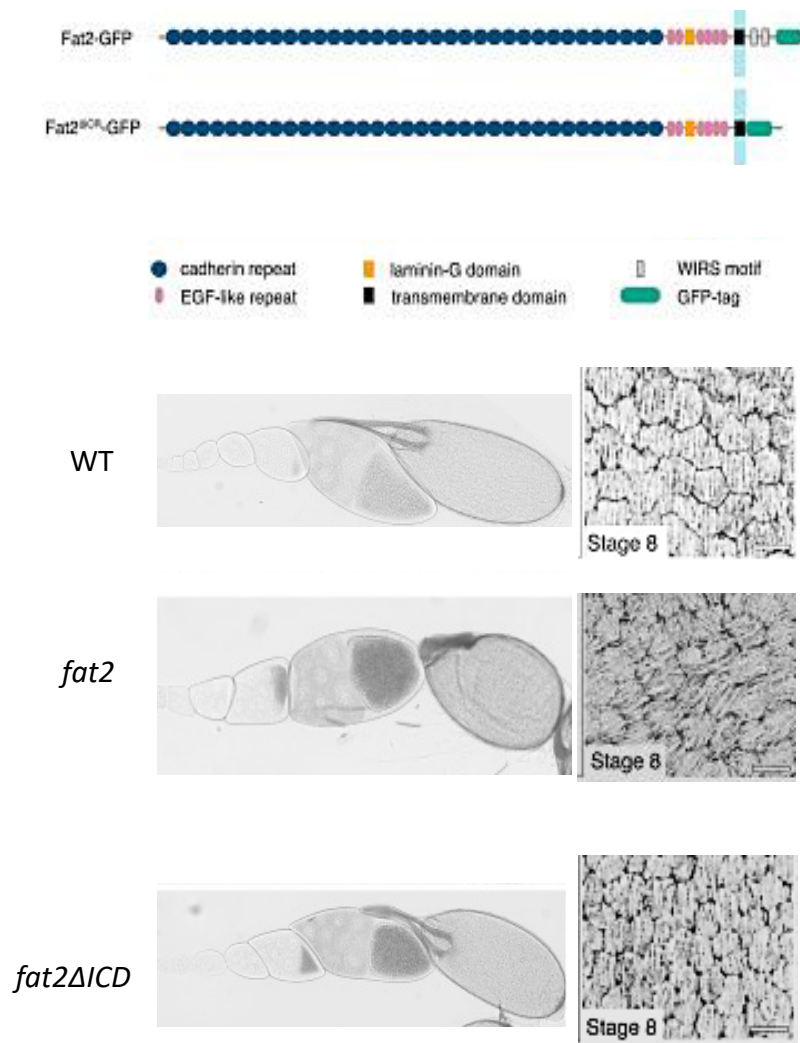 Fat2-GFP
Fat2ΔICR-GFP
cadherin repeat
laminin-G domain
WIRS motif
EGF-like repeat
transmembrane domain
GFP-tag
WT
Stage 8
fat2
Stage 8
fat2ΔICD
Stage 8